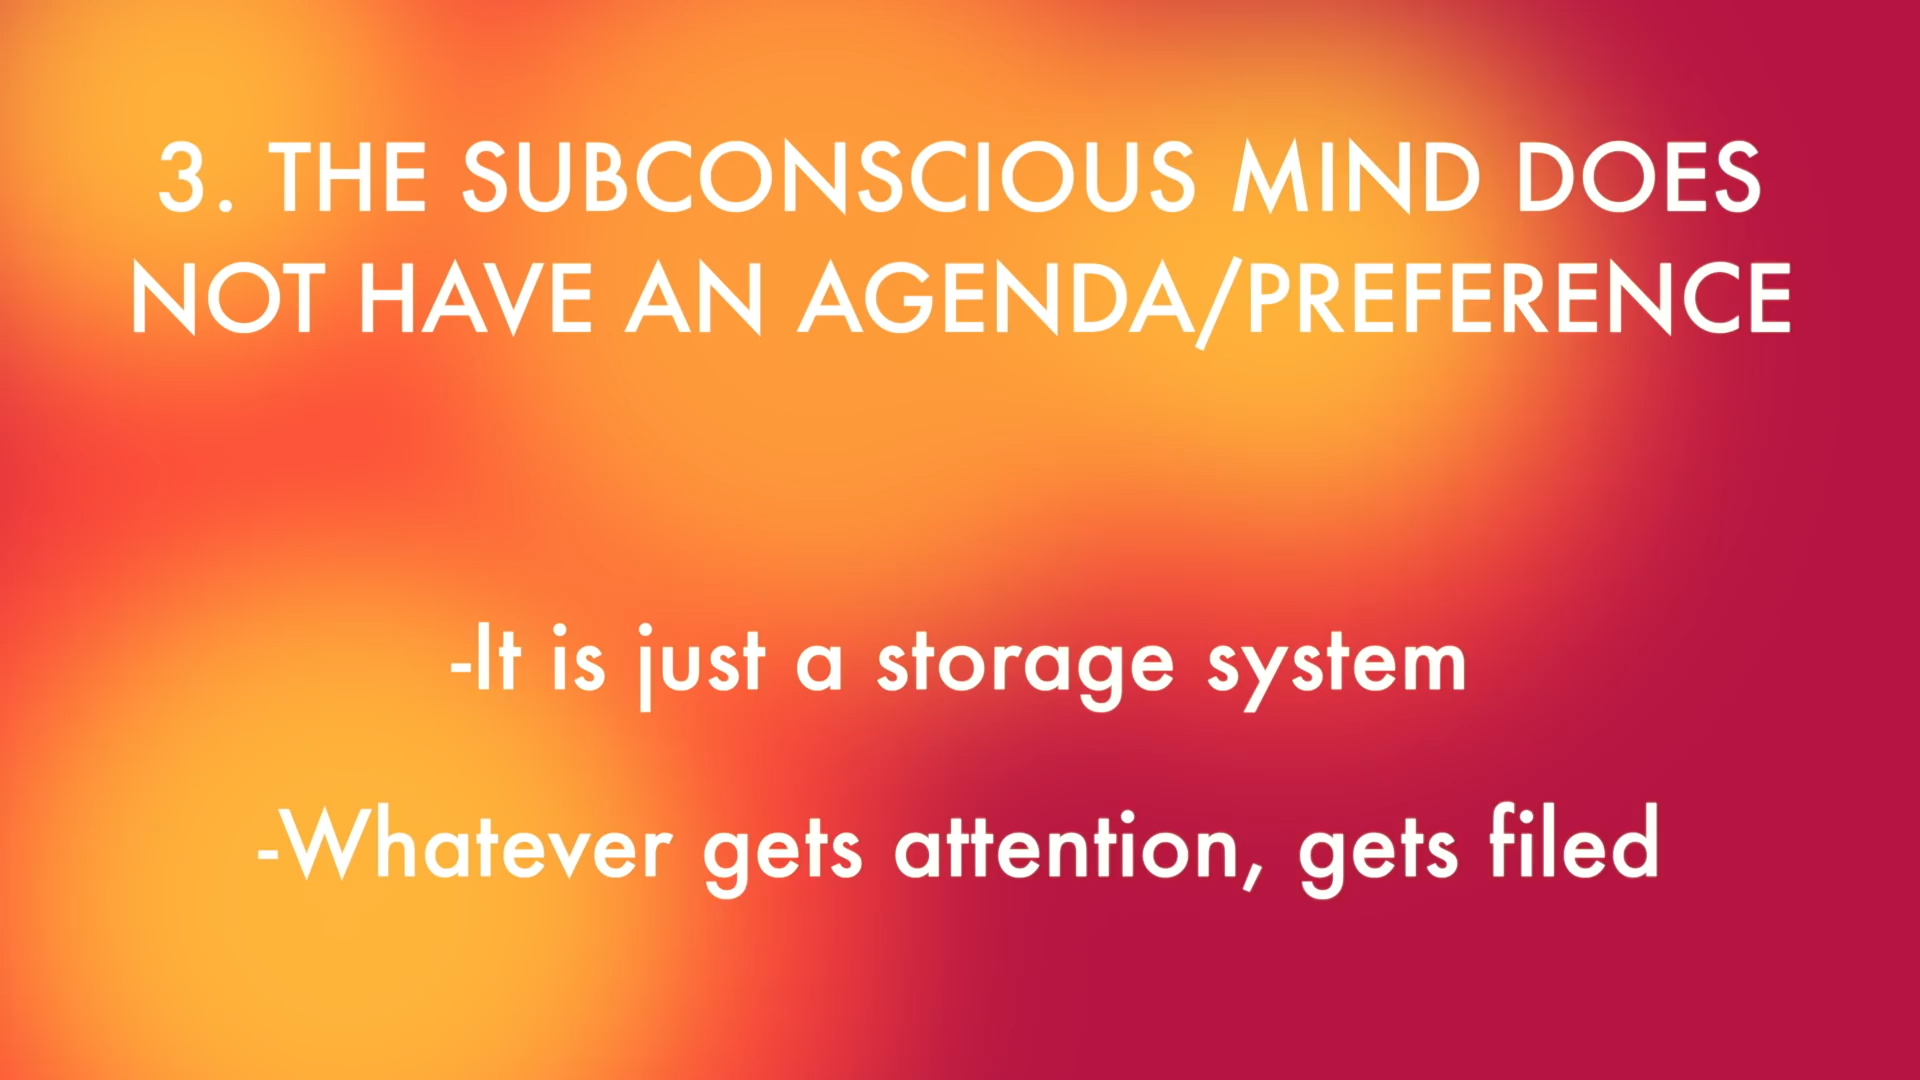 3. THE SUBCONSCIOUS MIND DOES
NOT HAVE AN AGENDA/PREFERENCE
-It is just a storage system
-Whatever gets attention, gets filed